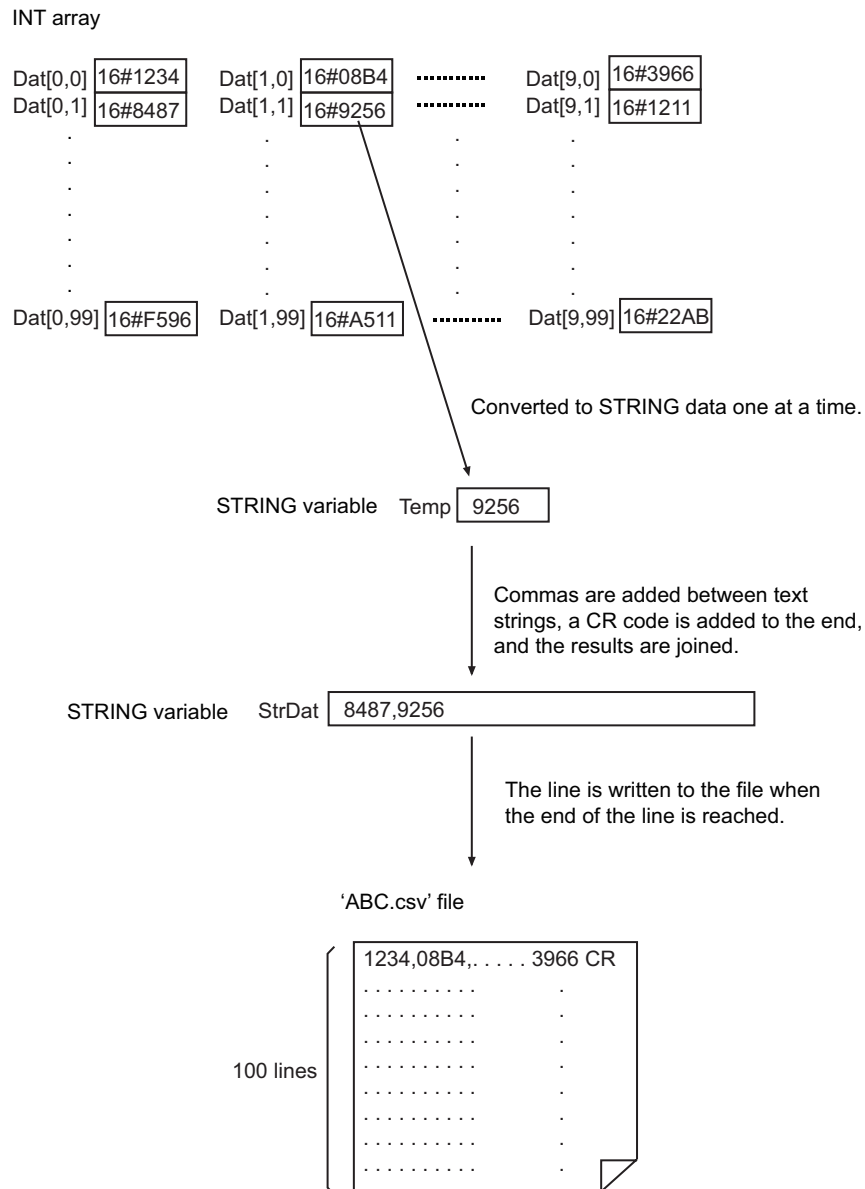 INT array
Dat[0,0] 16#1234 Dat[1,0] 16#08B4 ........... Dat[9,0] 16#3966
Dat[0,1] 16#8487 Dat[1,1] 16#9256 ........... Dat[9,1] 16#1211
Dat[0,99] 16#F596 Dat[1,99] 16#A511 ........... Dat[9,99] 16#22AB
Converted to STRING data one at a time.
STRING variable Temp 9256
Commas are added between text
strings, a CR code is added to the end,
and the results are joined.
STRING variable StrDat 8487,9256
The line is written to the file when
the end of the line is reached.
‘ABC.csv’ file
1234,08B4,. . . . . 3966 CR
. . . . . . . . . . .
. . . . . . . . . . .
. . . . . . . . . . .
. . . . . . . . . . .
100 lines
. . . . . . . . . . .
. . . . . . . . . . .
. . . . . . . . . . .
. . . . . . . . . . .